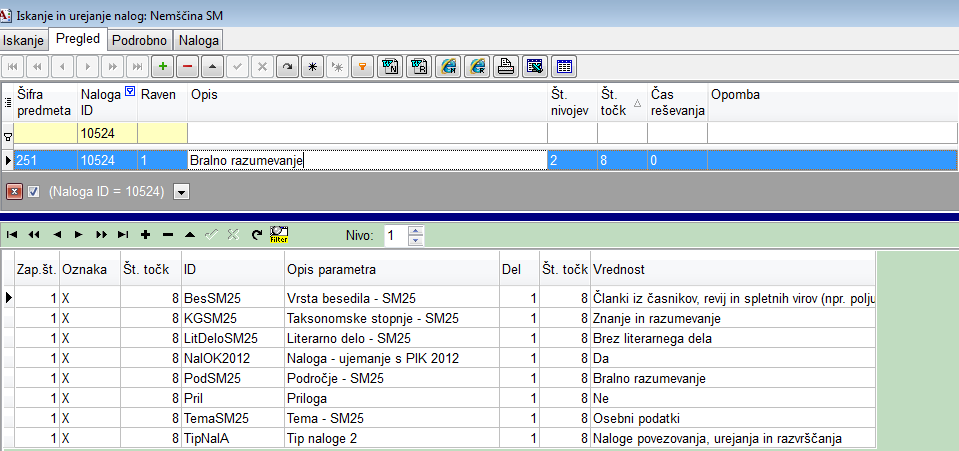 Iskanje in urejanje nalog: Nemščina SM
Iskanje Pregled Podrobno Naloga
Šifra predmeta Naloga ID Raven Opis Št. nivojev Št. točk Čas reševanja Opomba
10524
251 10524 1 Bralno razumevanje 2 8 0
(Naloga ID = 10524)
Filter Nivo: 1
Zap.št. Oznaka Št. točk ID Opis parametra Del Št. točk Vrednost
1 X 8 BesSM25 Vrsta besedila - SM25 1 8 Članki iz časnikov, revij in spletnih virov (npr. polju
1 X 8 KGSM25 Taksonomske stopnje - SM25 1 8 Znanje in razumevanje
1 X 8 LitDeloSM25 Literarno delo - SM25 1 8 Brez literarnega dela
1 X 8 NalOK2012 Naloga - ujemanje s PIK 2012 1 8 Da
1 X 8 PodSM25 Področje - SM25 1 8 Bralno razumevanje
1 X 8 Pril Priloga 1 8 Ne
1 X 8 TemaSM25 Tema - SM25 1 8 Osebni podatki
1 X 8 TipNalA Tip naloge 2 1 8 Naloge povezovanja, urejanja in razvrščanja